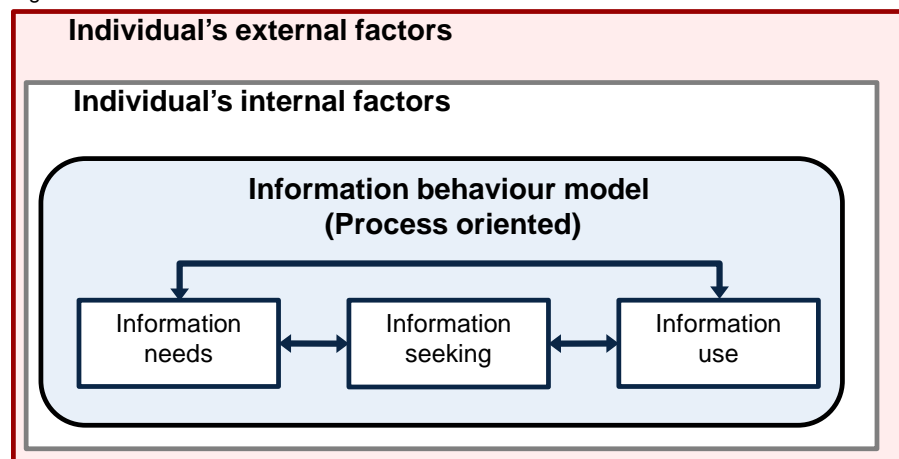 Individual’s external factors
Individual’s internal factors
Information behaviour model
(Process oriented)
Information
needs
Information
seeking
Information
use